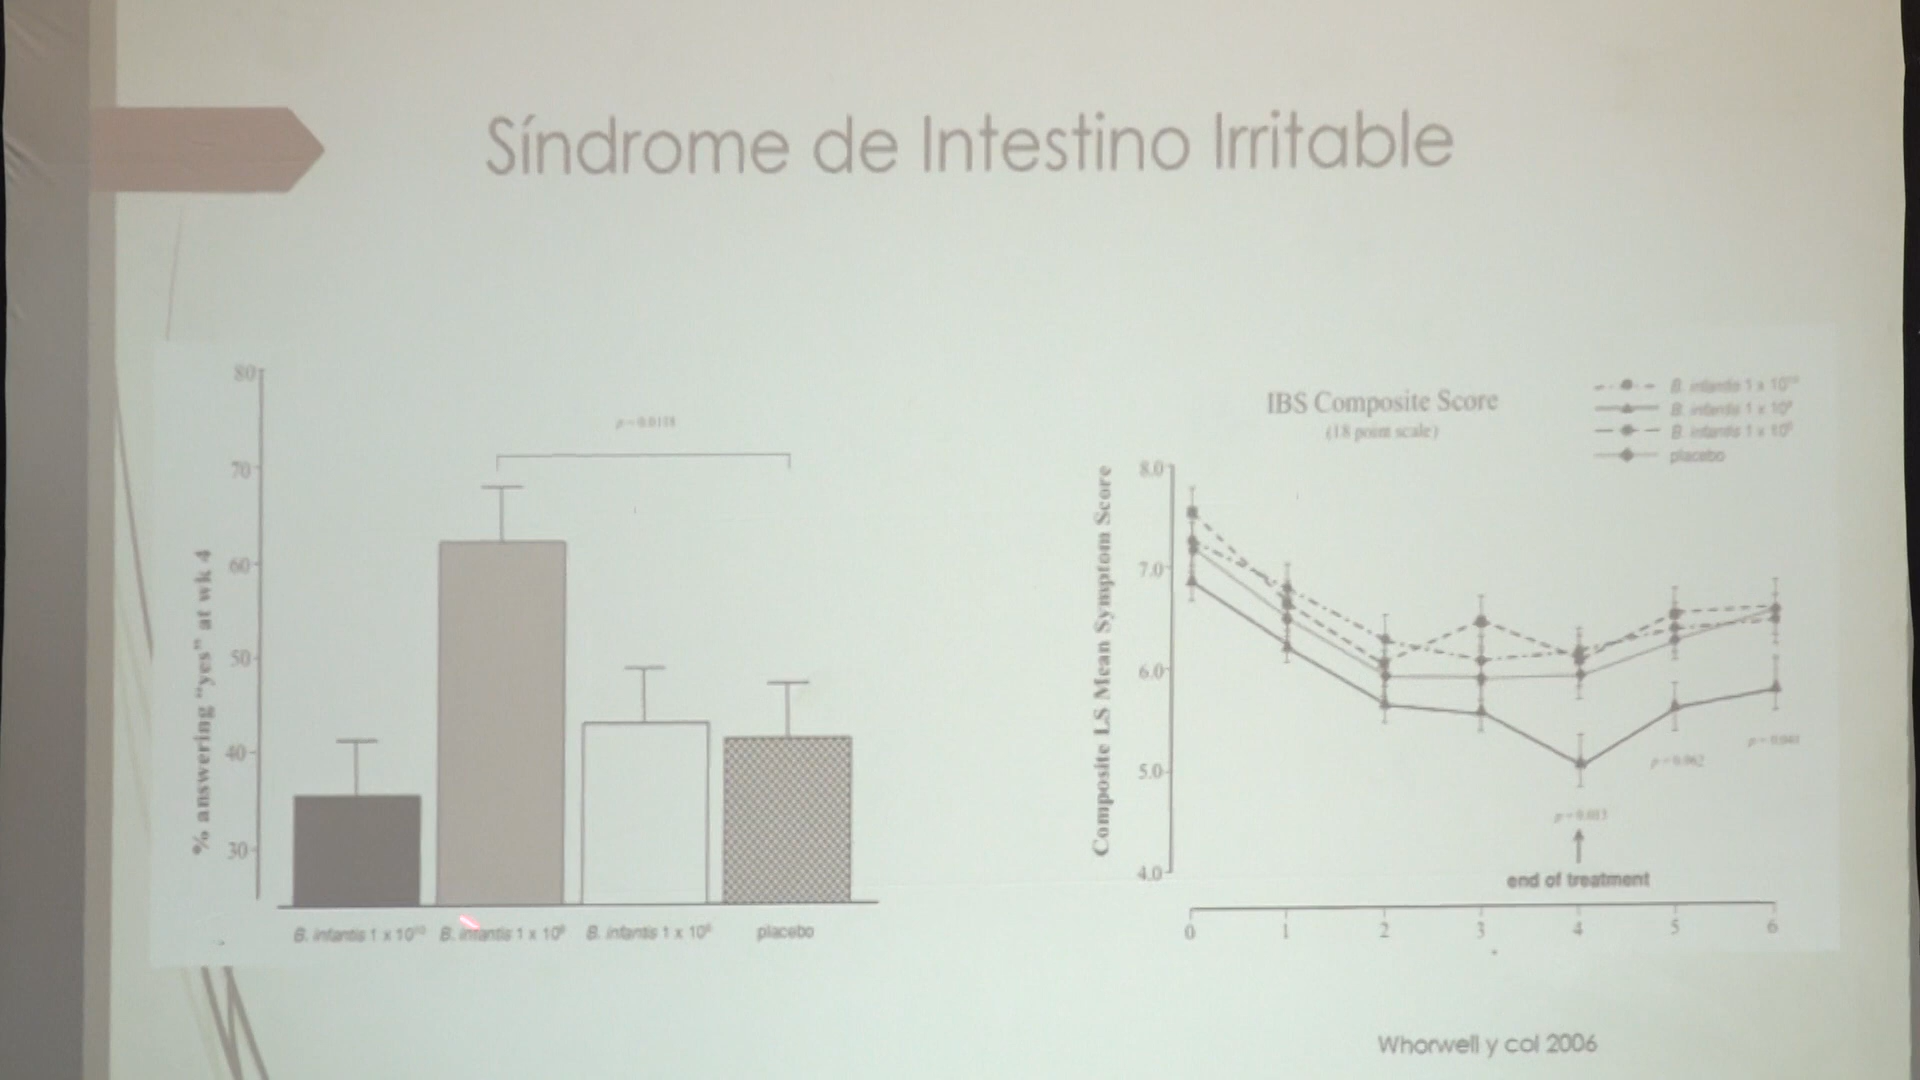 Síndrome de Intestino Irritable
80
70
60
50
40
30
% answering "yes" at wk 4
B. infantis 1 x 10¹⁰
B. infantis 1 x 10⁸
B. infantis 1 x 10⁶
placebo
IBS Composite Score
(18 point scale)
B. infantis 1 x 10¹⁰
B. infantis 1 x 10⁸
B. infantis 1 x 10⁶
placebo
Composite LS Mean Symptom Score
8.0
7.0
6.0
5.0
4.0
end of treatment
0 1 2 3 4 5 6
Whorwell y col 2006